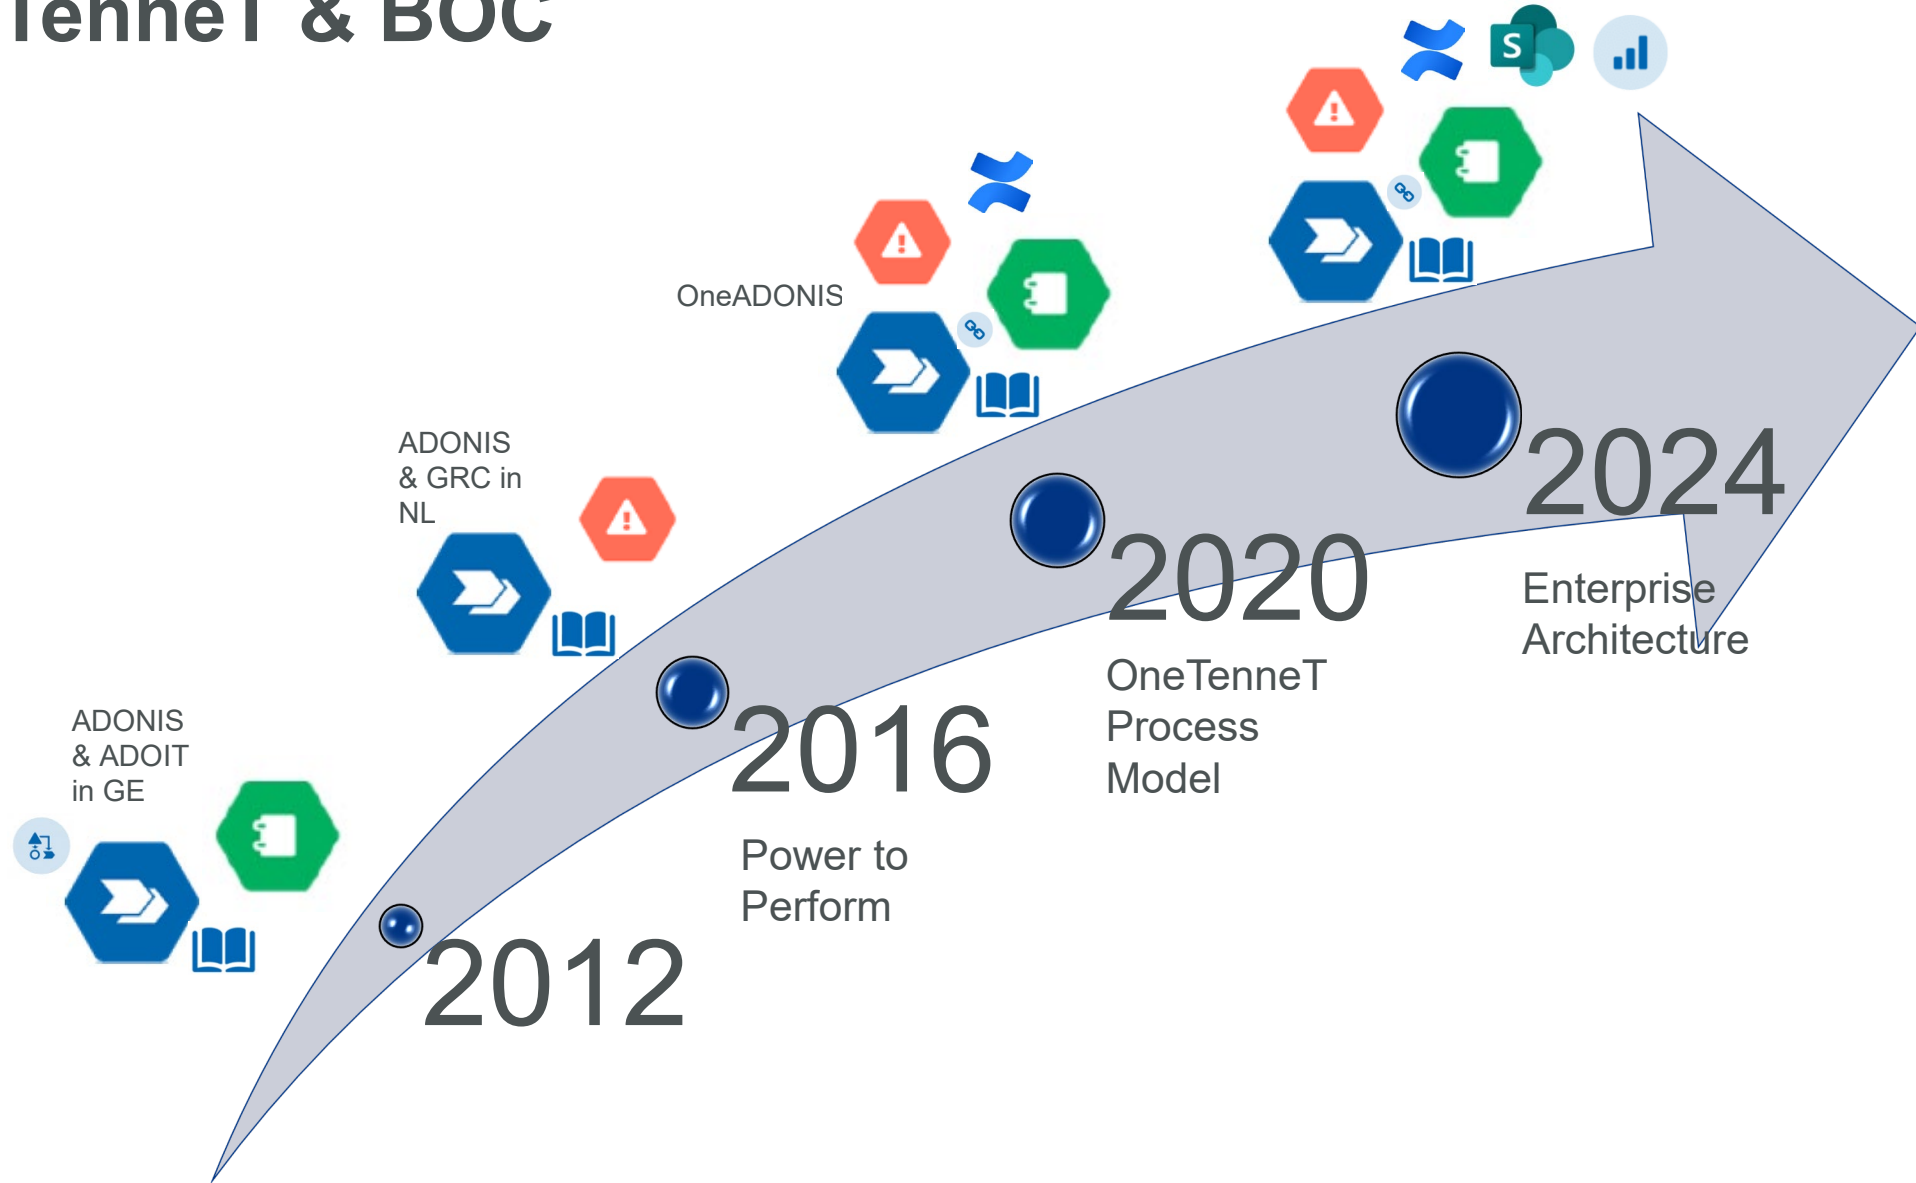 TenneT & BOC
S
OneADONIS
ADONIS
& GRC in
NL
ADONIS
& ADOIT
in GE
2012
2016
Power to
Perform
2020
OneTenneT
Process
Model
2024
Enterprise
Architecture